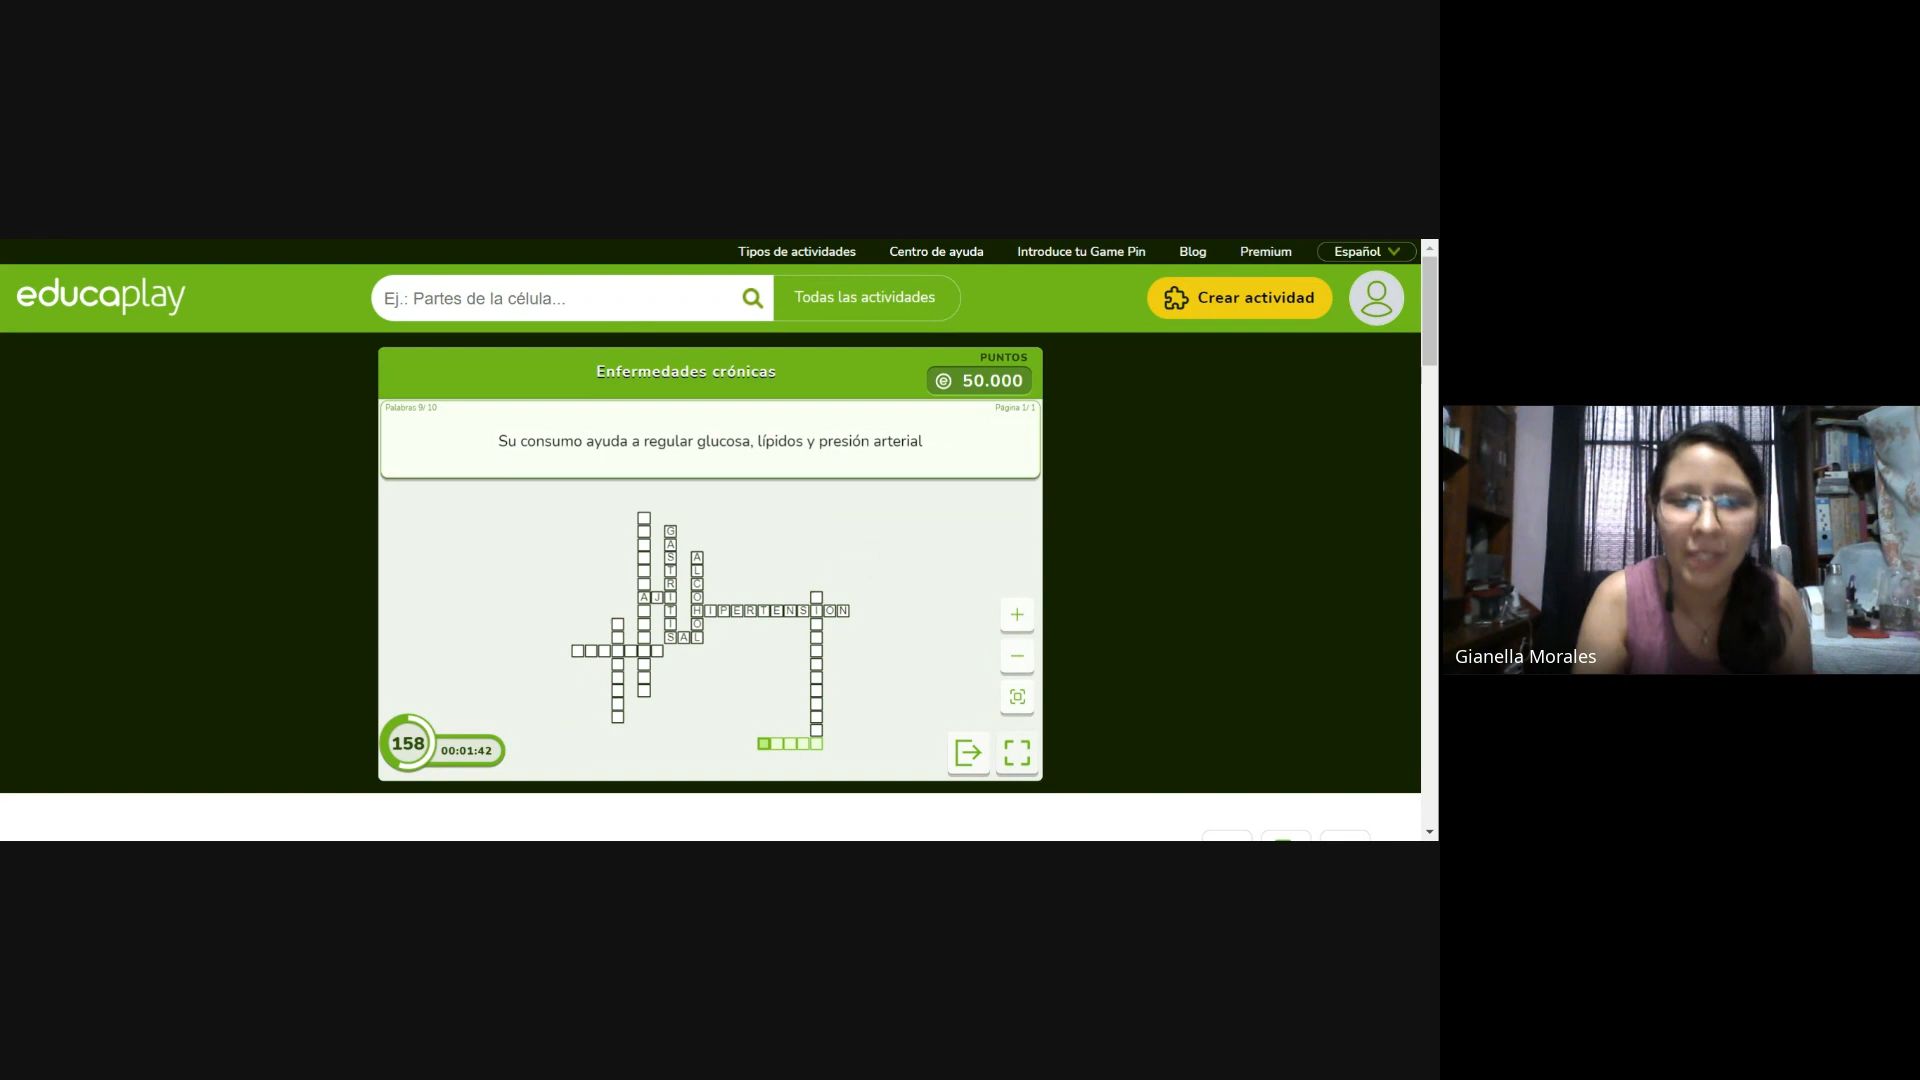 Tipos de actividades Centro de ayuda Introduce tu Game Pin Blog Premium Español
educaplay Ej.: Partes de la célula... Todas las actividades Crear actividad
Enfermedades crónicas
PUNTOS
50.000
Palabras 9/ 10 Página 1/ 1
Su consumo ayuda a regular glucosa, lípidos y presión arterial
GASTRITIS
ALCOHOL
AJI
HIPERTENSION
SAL
158 00:01:42
Gianella Morales